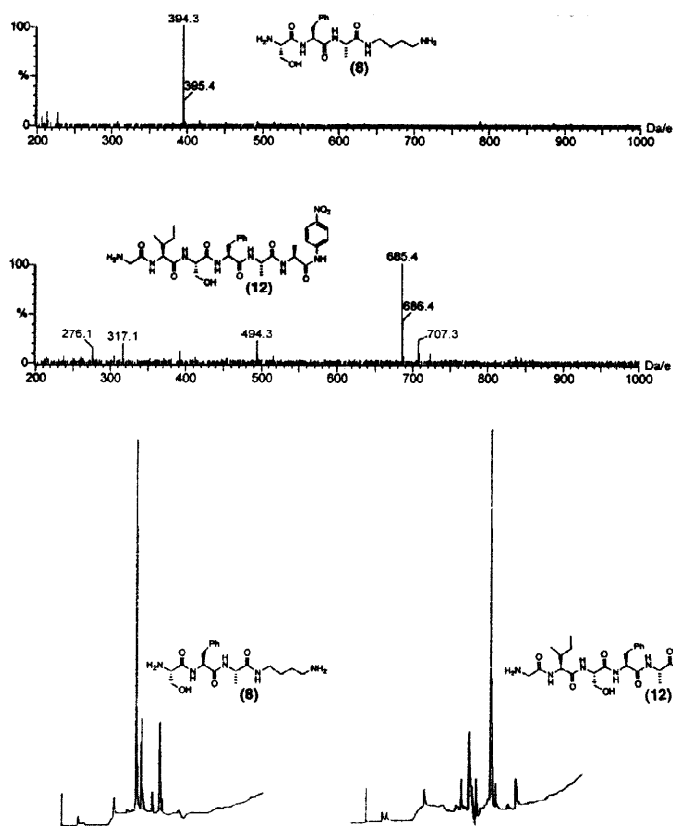 100
%
0
394.3
395.4
H2N O H N Ph O N H OH O H N NH2
(8)
200 300 400 500 600 700 800 900 1000 Da/e
NO2
H2N O N H H N O OH H N Ph O N H O H N NH O
(12)
100
%
0
276.1 317.1 494.3 685.4
686.4
707.3
200 300 400 500 600 700 800 900 1000 Da/e
Ph
H2N O H N O N H OH O H N NH2
(8)
Ph
H2N O N H O H N OH O N H O H N
(12)